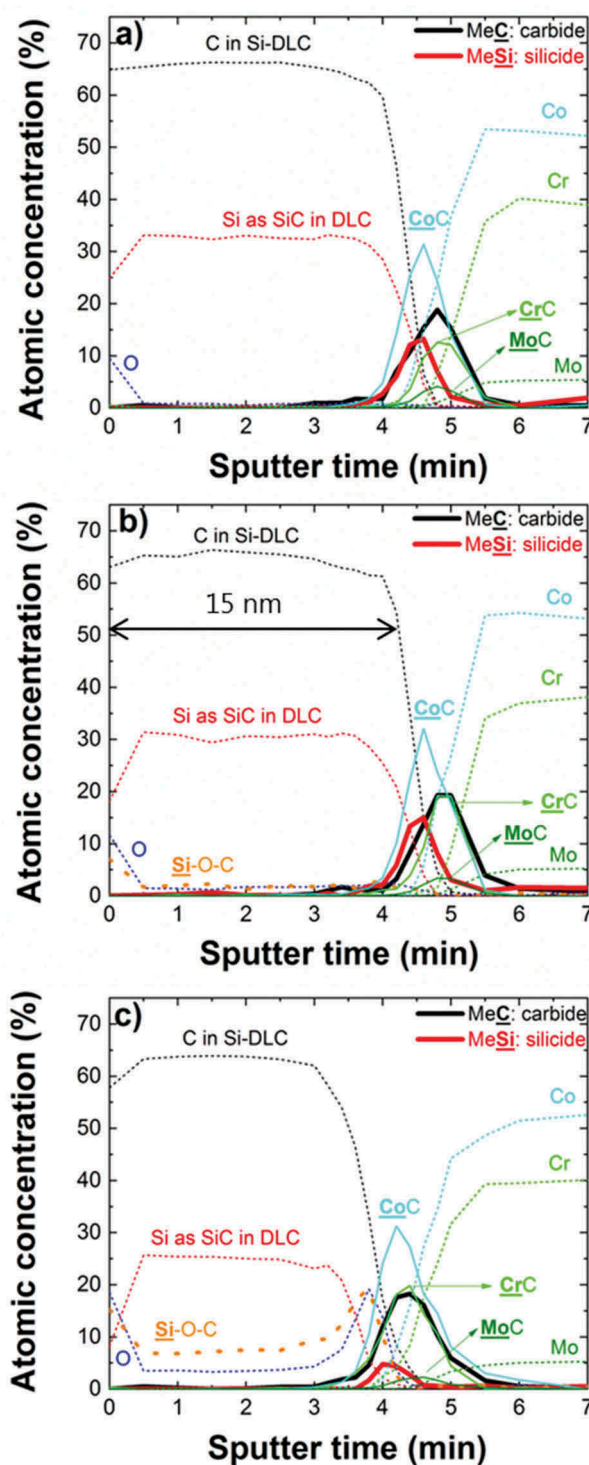 a)
MeC: carbide
MeSi: silicide
C in Si-DLC
Co
Cr
Si as SiC in DLC
CoC
CrC
MoC
O
Mo
Atomic concentration (%)
70
65
60
50
40
30
20
10
0
0 1 2 3 4 5 6 7
Sputter time (min)
b)
MeC: carbide
MeSi: silicide
C in Si-DLC
15 nm
Co
Cr
Si as SiC in DLC
CoC
CrC
MoC
O
Si-O-C
Mo
Atomic concentration (%)
70
65
60
50
40
30
20
10
0
0 1 2 3 4 5 6 7
Sputter time (min)
c)
MeC: carbide
MeSi: silicide
C in Si-DLC
Co
Cr
Si as SiC in DLC
CoC
CrC
Si-O-C
MoC
O
Mo
Atomic concentration (%)
70
60
50
40
30
20
10
0
0 1 2 3 4 5 6 7
Sputter time (min)